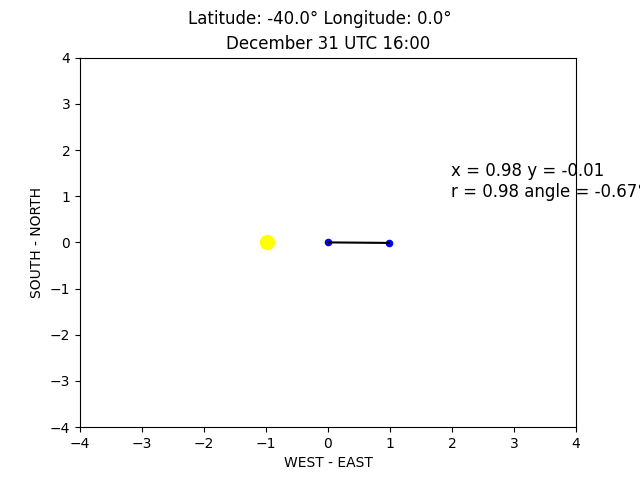 Latitude: -40.0° Longitude: 0.0°
December 31 UTC 16:00
4
3
2
1
0
−1
−2
−3
−4
SOUTH - NORTH
x = 0.98 y = -0.01
r = 0.98 angle = -0.67°
−4 −3 −2 −1 0 1 2 3 4
WEST - EAST